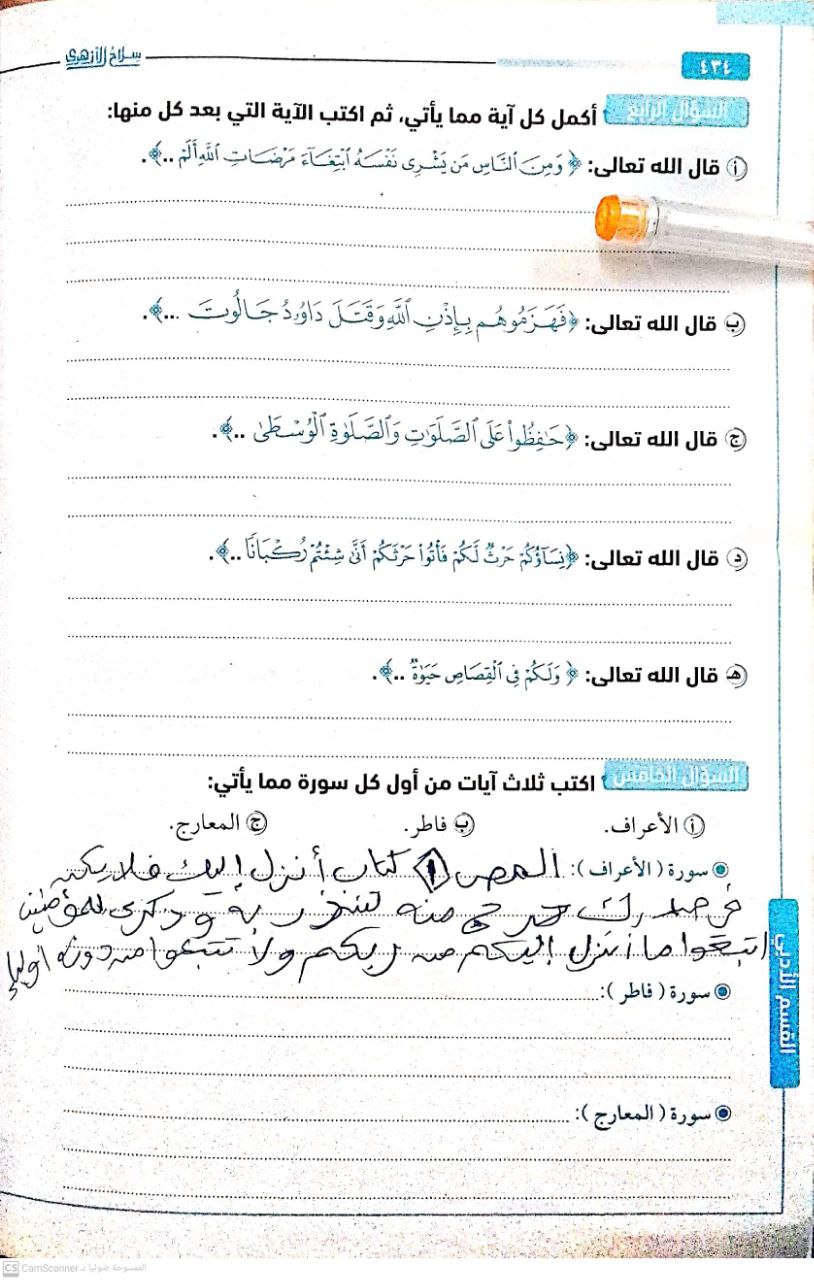 سلاح الأزهري
٤٣٤
السؤال الرابع أكمل كل آية مما يأتي، ثم اكتب الآية التي بعد كل منها:
أ قال الله تعالى: ﴿ وَمِنَ ٱلنَّاسِ مَن يَشْرِى نَفْسَهُ ٱبْتِغَآءَ مَرْضَاتِ ٱللَّهِ أَلَمْ ..﴾.
ب قال الله تعالى: ﴿فَهَزَمُوهُم بِإِذْنِ ٱللَّهِ وَقَتَلَ دَاوُۥدُ جَالُوتَ ...﴾.
ج قال الله تعالى: ﴿حَٰفِظُوا۟ عَلَى ٱلصَّلَوَٰتِ وَٱلصَّلَوٰةِ ٱلْوُسْطَىٰ ..﴾.
د قال الله تعالى: ﴿نِسَآؤُكُمْ حَرْثٌ لَّكُمْ فَأْتُوا۟ حَرْثَكُمْ أَنَّىٰ شِئْتُمْ رُكْبَانًا ..﴾.
هـ قال الله تعالى: ﴿ وَلَكُمْ فِى ٱلْقِصَاصِ حَيَوٰةٌ ..﴾.
السؤال الخامس اكتب ثلاث آيات من أول كل سورة مما يأتي:
أ الأعراف. ب فاطر. ج المعارج.
سورة ( الأعراف ): المص ١ كتاب أنزل إليك فلا يكن
في صدرك حرج منه لتنذر به وذكرى للمؤمنين
اتبعوا ما أنزل إليكم من ربكم ولا تتبعوا من دونه أولياء
سورة ( فاطر ):
سورة ( المعارج ):
القسم الأدبي
CS CamScanner الممسوحة ضوئيا بـ